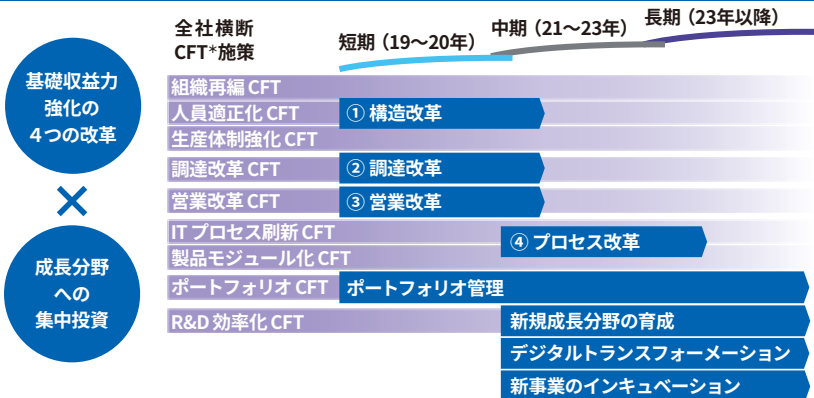 全社横断
CFT*施策
短期（19～20年）
中期（21～23年）
長期（23年以降）
基礎収益力
強化の
4つの改革
×
成長分野
への
集中投資
組織再編 CFT
人員適正化 CFT
① 構造改革
生産体制強化 CFT
調達改革 CFT
② 調達改革
営業改革 CFT
③ 営業改革
IT プロセス刷新 CFT
④ プロセス改革
製品モジュール化 CFT
ポートフォリオ CFT
ポートフォリオ管理
R&D 効率化 CFT
新規成長分野の育成
デジタルトランスフォーメーション
新事業のインキュベーション